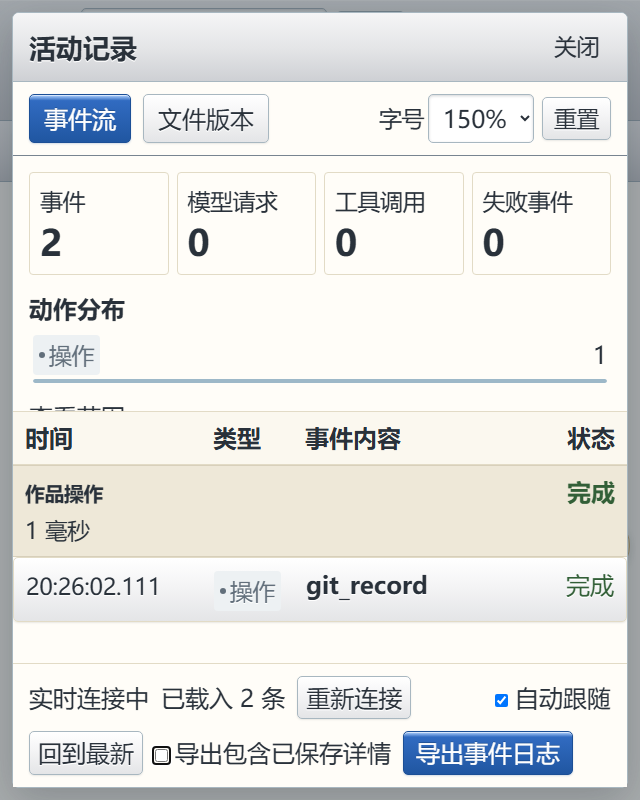 活动记录 关闭
事件流 文件版本 字号 150% 重置
事件 模型请求 工具调用 失败事件
2 0 0 0
动作分布
•操作 1
时间 类型 事件内容 状态
作品操作 完成
1 毫秒
20:26:02.111 •操作 git_record 完成
实时连接中 已载入 2 条 重新连接 自动跟随
回到最新 导出包含已保存详情 导出事件日志